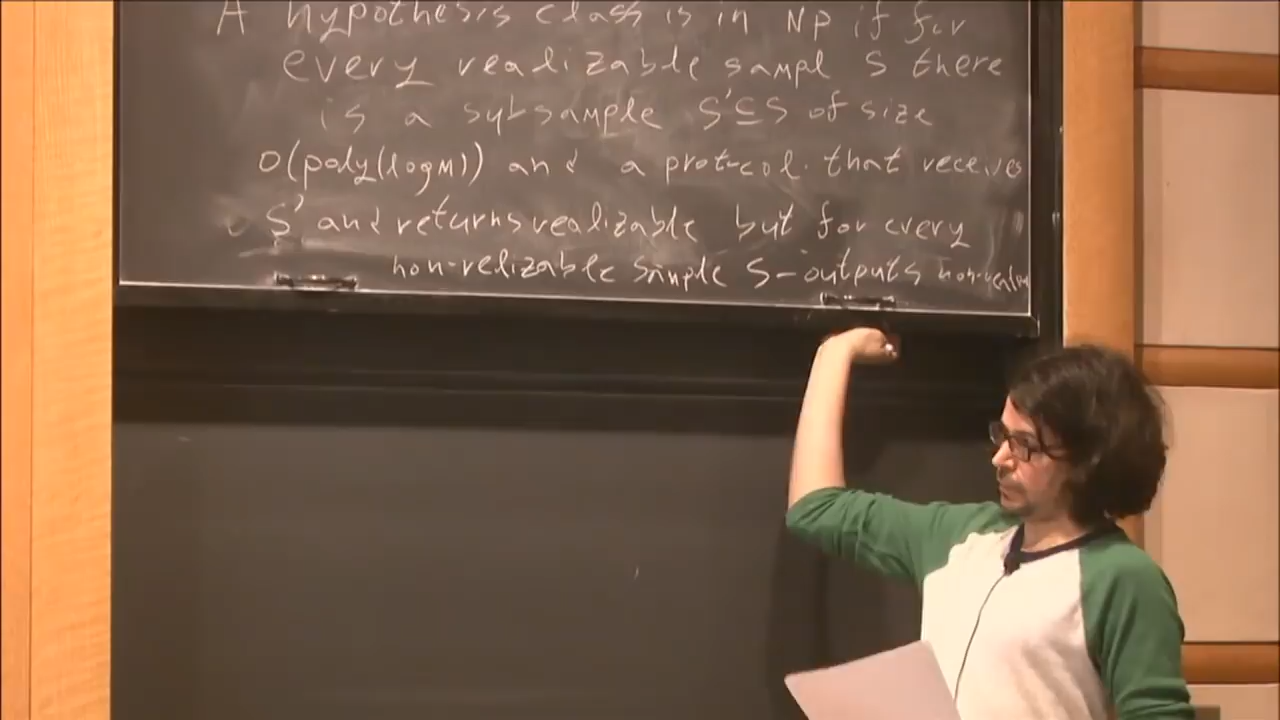 A hypothesis class is in NP if for
every realizable sampl S there
is a subsample S'⊆S of size
O(poly(logM)) and a protocol that receives
S' and returns realizable but for every
non-relizable smple S-outputs